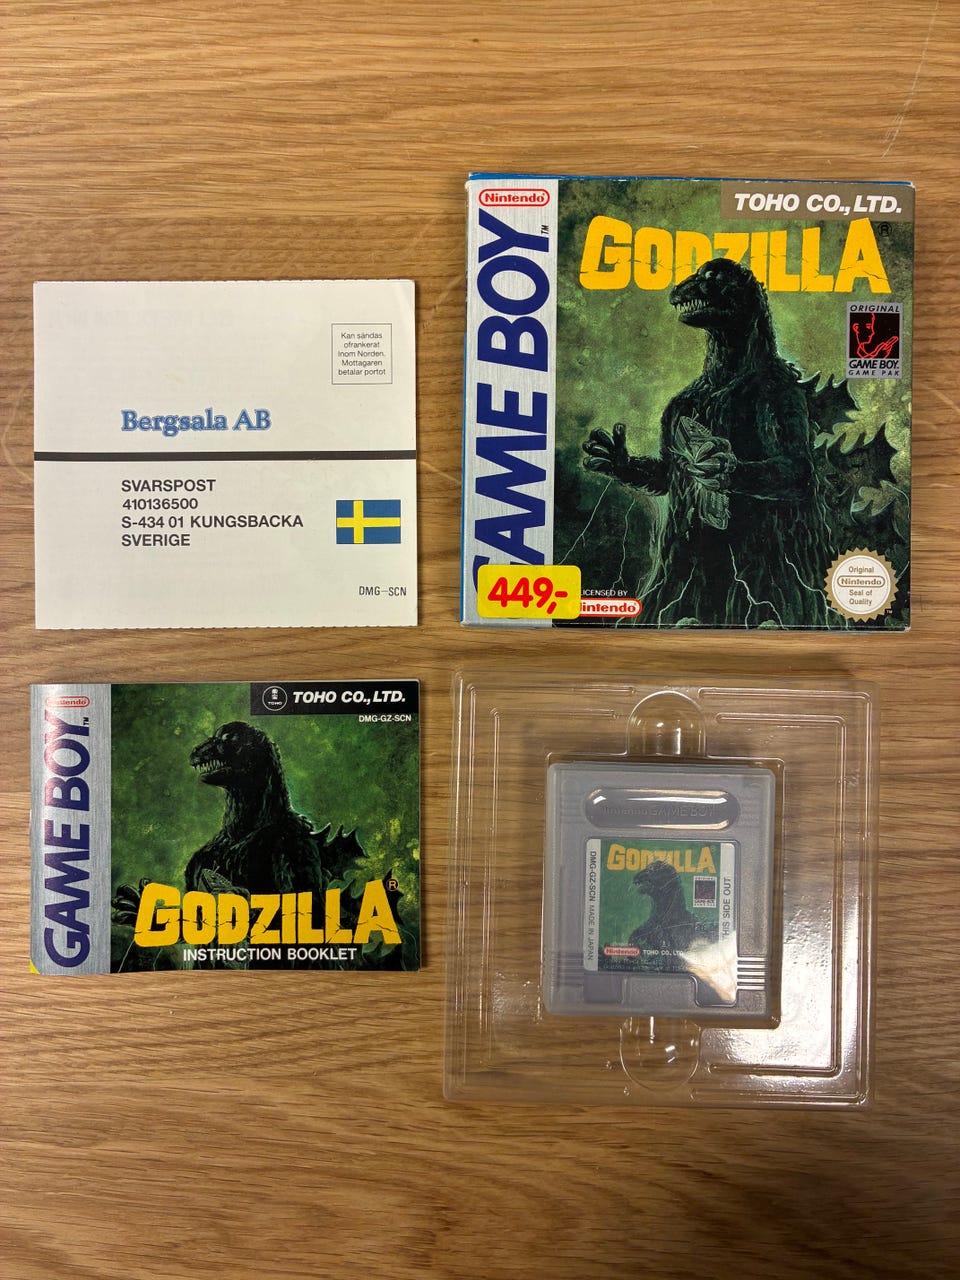 Kan sändas
ofrankerat
inom Norden.
Mottagaren
betalar portot
Bergsala AB
SVARSPOST
410136500
S-434 01 KUNGSBACKA
SVERIGE
DMG-SCN
Nintendo
GAME BOY™
TOHO CO., LTD.
GODZILLA®
ORIGINAL
GAME BOY.
GAME PAK
449,-
LICENSED BY
Nintendo
Original
Nintendo
Seal of
Quality
Nintendo
GAME BOY™
TOHO
TOHO CO., LTD.
DMG-GZ-SCN
GODZILLA®
INSTRUCTION BOOKLET
Nintendo GAME BOY
GODZILLA
DMG-GZ-SCN MADE IN JAPAN
THIS SIDE OUT
Nintendo
TOHO CO., LTD.